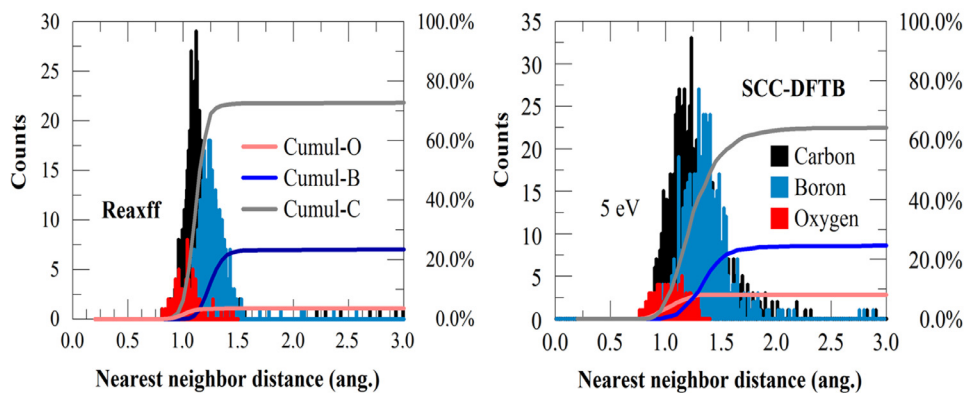 30
25
20
15
10
5
0
Counts
100.0%
80.0%
60.0%
40.0%
20.0%
0.0%
Reaxff
Cumul-O
Cumul-B
Cumul-C
0.0 0.5 1.0 1.5 2.0 2.5 3.0
Nearest neighbor distance (ang.)
35
30
25
20
15
10
5
0
Counts
100.0%
80.0%
60.0%
40.0%
20.0%
0.0%
SCC-DFTB
5 eV
Carbon
Boron
Oxygen
0.0 0.5 1.0 1.5 2.0 2.5 3.0
Nearest neighbor distance (ang.)